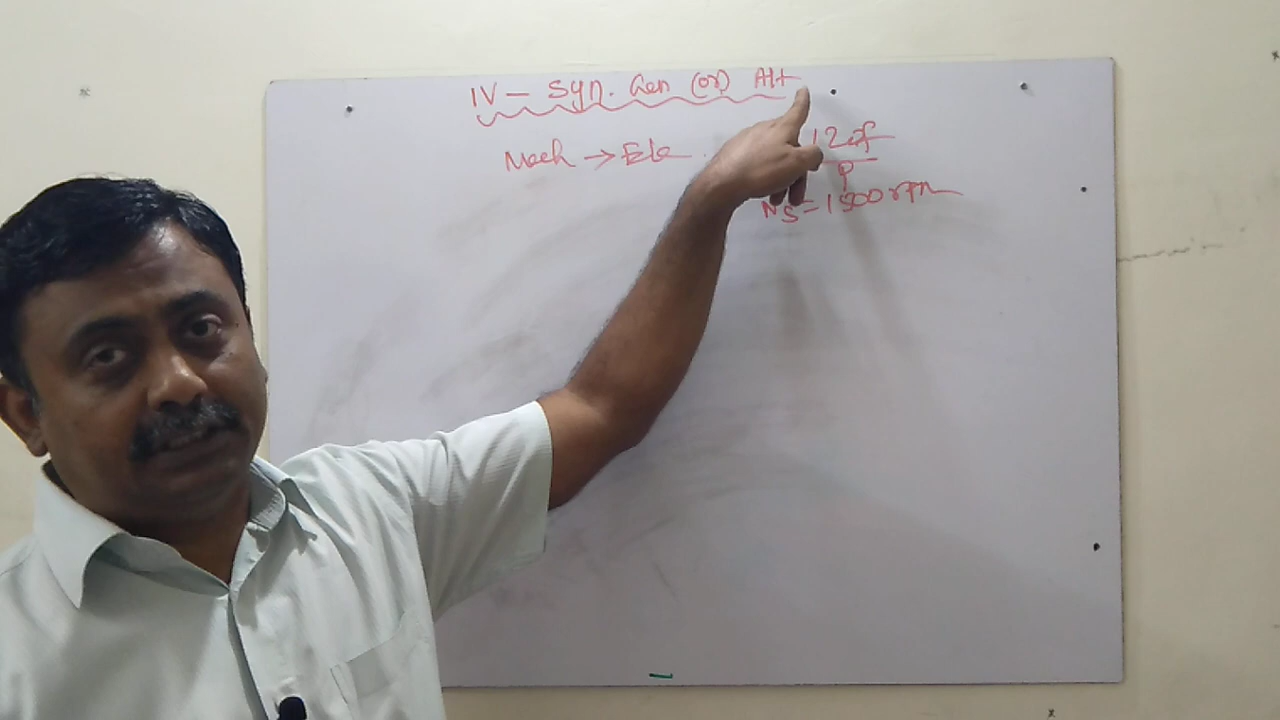 IV - Syn. Gen (or) Alt
Mech → Ele
120f
P
Ns = 1500 rpm